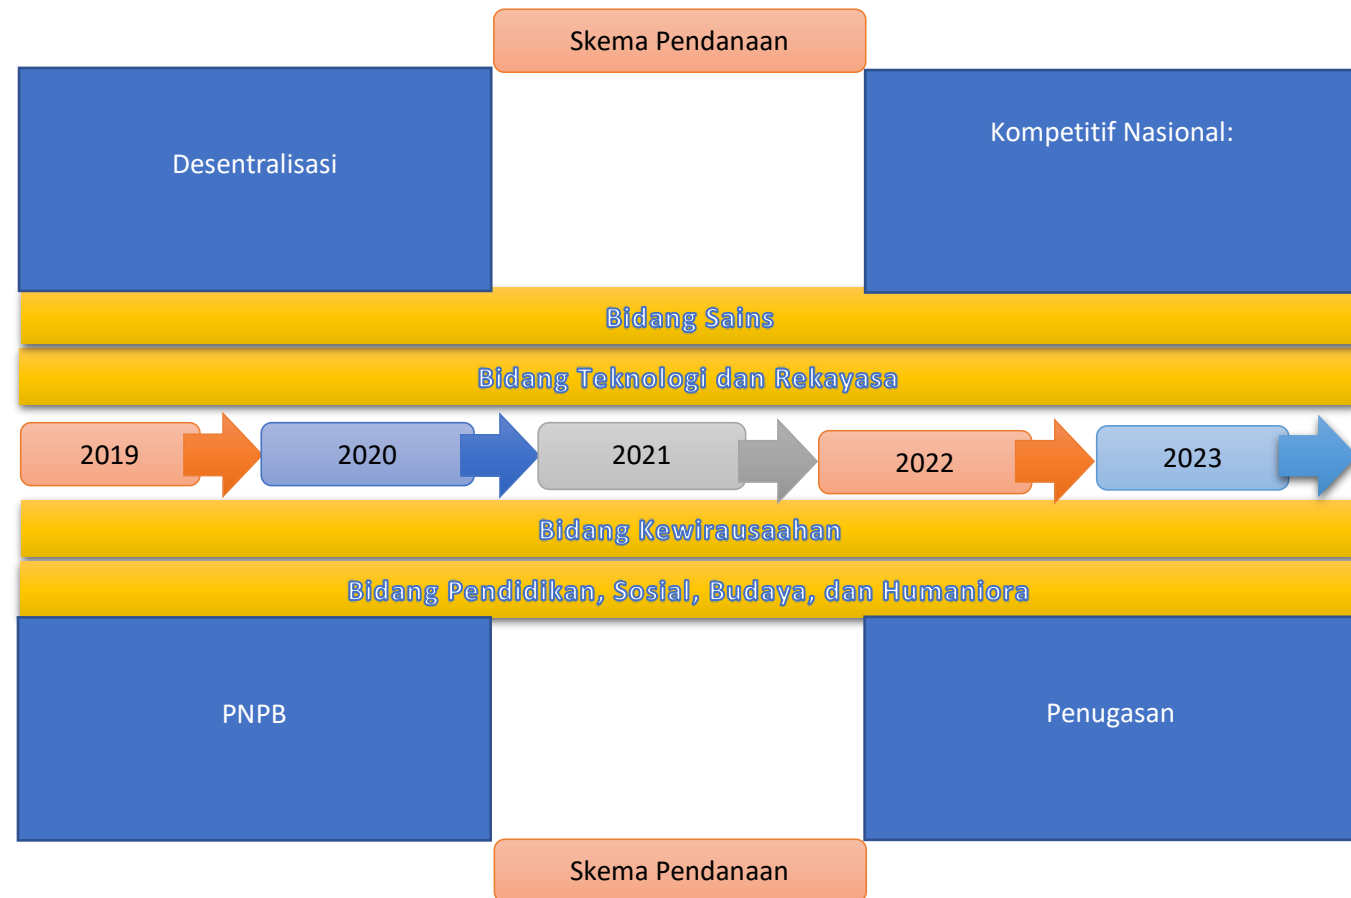 Skema Pendanaan
Desentralisasi
Kompetitif Nasional:
Bidang Sains
Bidang Teknologi dan Rekayasa
2019
2020
2021
2022
2023
Bidang Kewirausaahan
Bidang Pendidikan, Sosial, Budaya, dan Humaniora
PNPB
Penugasan
Skema Pendanaan